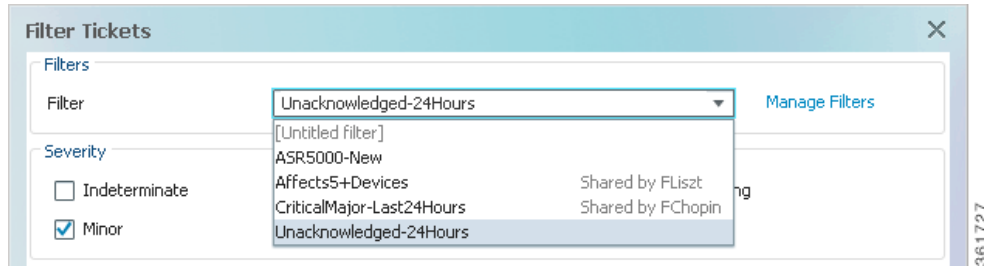 Filter Tickets
Filters
Filter Unacknowledged-24Hours Manage Filters
[Untitled filter]
Severity
ASR5000-New
Indeterminate Affects5+Devices Shared by FLiszt ng
CriticalMajor-Last24Hours Shared by FChopin
Minor Unacknowledged-24Hours
361727